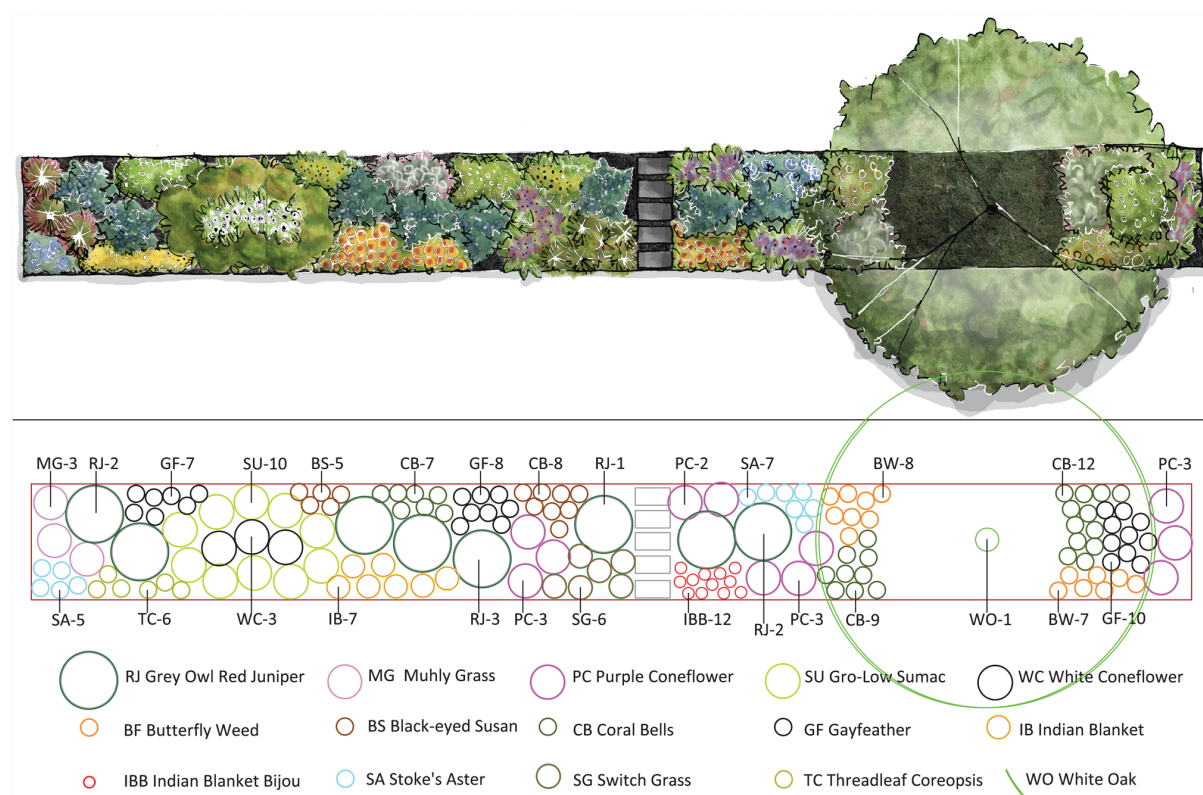 MG-3 RJ-2 GF-7 SU-10 BS-5 CB-7 GF-8 CB-8 RJ-1 PC-2 SA-7 BW-8 CB-12 PC-3
SA-5 TC-6 WC-3 IB-7 RJ-3 PC-3 SG-6 IBB-12 RJ-2 PC-3 CB-9 WO-1 BW-7 GF-10
RJ Grey Owl Red Juniper MG Muhly Grass PC Purple Coneflower SU Gro-Low Sumac WC White Coneflower
BF Butterfly Weed BS Black-eyed Susan CB Coral Bells GF Gayfeather IB Indian Blanket
IBB Indian Blanket Bijou SA Stoke's Aster SG Switch Grass TC Threadleaf Coreopsis WO White Oak